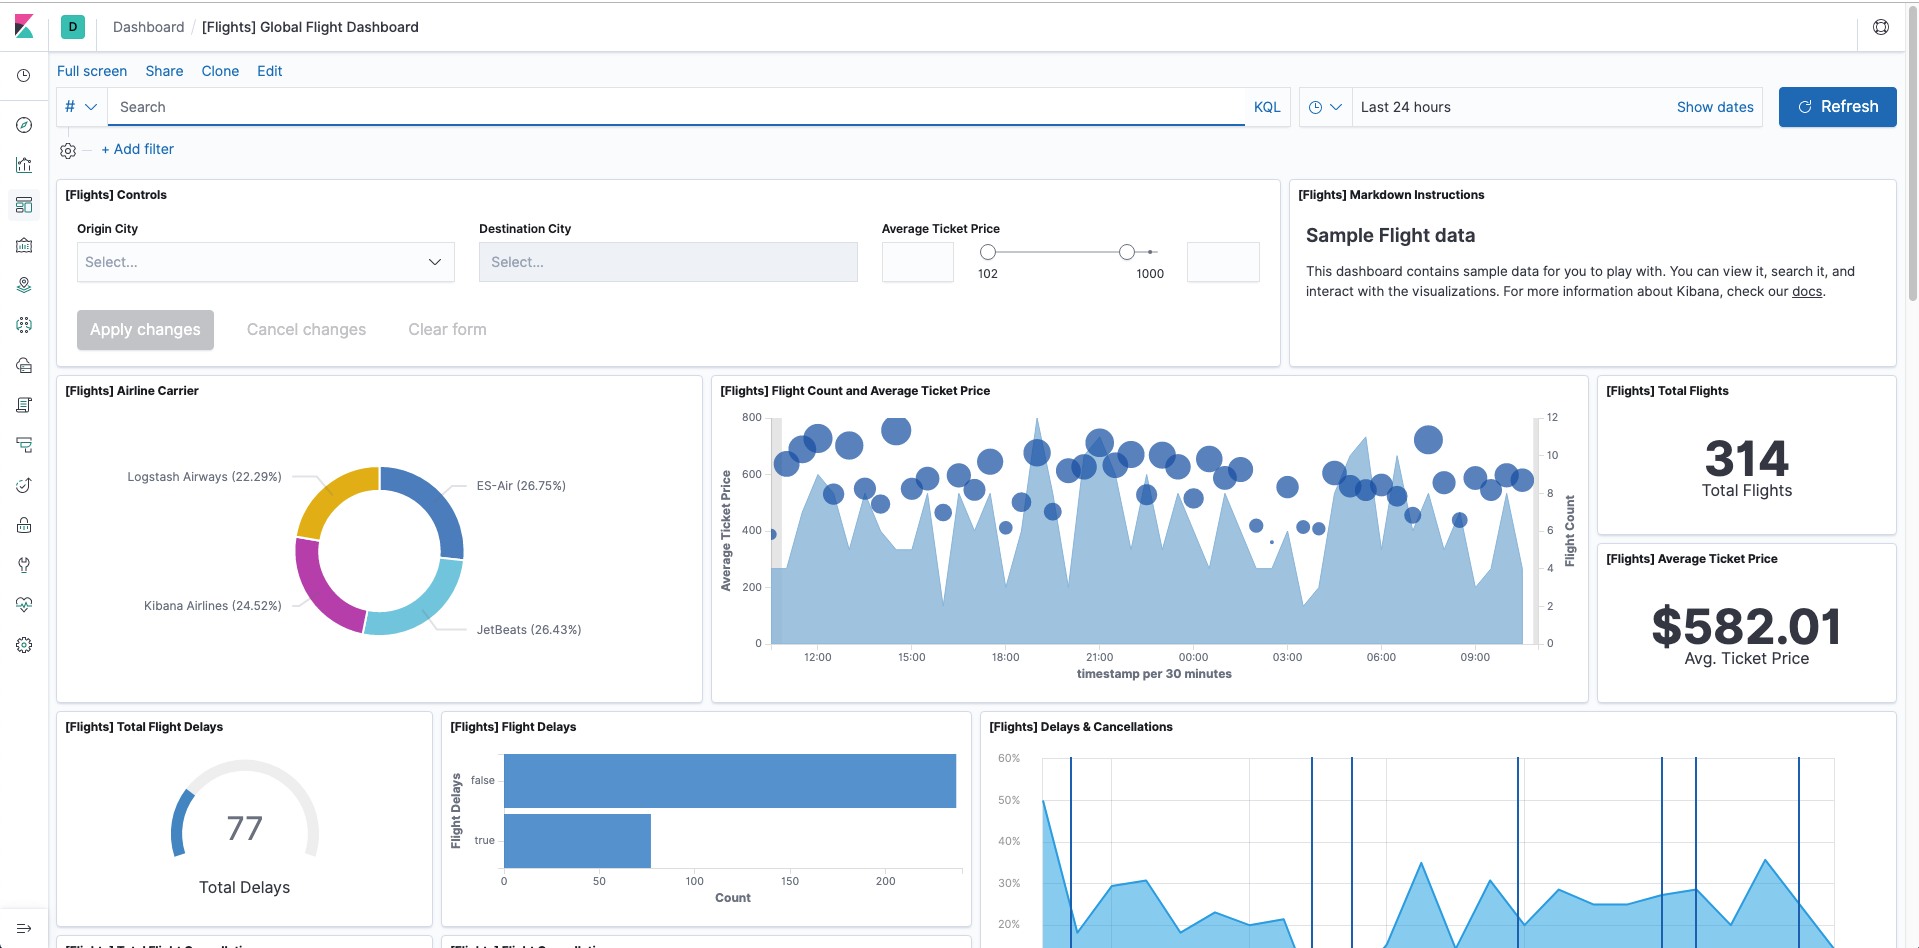 D Dashboard / [Flights] Global Flight Dashboard
Full screen Share Clone Edit
# Search KQL Last 24 hours Show dates Refresh
+ Add filter
[Flights] Controls
Origin City Destination City Average Ticket Price
Select... Select... 102 1000
Apply changes Cancel changes Clear form
[Flights] Markdown Instructions
Sample Flight data
This dashboard contains sample data for you to play with. You can view it, search it, and
interact with the visualizations. For more information about Kibana, check our docs.
[Flights] Airline Carrier
Logstash Airways (22.29%)
ES-Air (26.75%)
Kibana Airlines (24.52%)
JetBeats (26.43%)
[Flights] Flight Count and Average Ticket Price
Average Ticket Price
800
600
400
200
0
12
10
8
6
4
2
0
Flight Count
12:00 15:00 18:00 21:00 00:00 03:00 06:00 09:00
timestamp per 30 minutes
[Flights] Total Flights
314
Total Flights
[Flights] Average Ticket Price
$582.01
Avg. Ticket Price
[Flights] Total Flight Delays
77
Total Delays
[Flights] Flight Delays
Flight Delays
false
true
0 50 100 150 200
Count
[Flights] Delays & Cancellations
60%
50%
40%
30%
20%